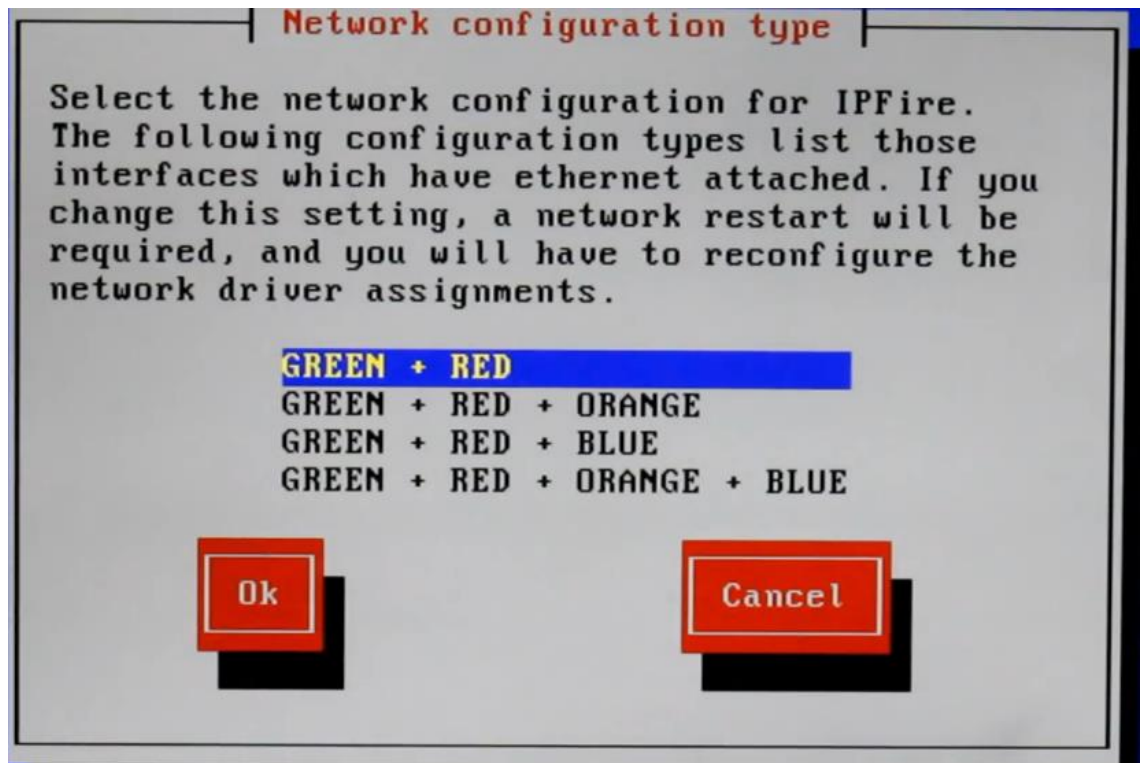 Network configuration type
Select the network configuration for IPFire.
The following configuration types list those
interfaces which have ethernet attached. If you
change this setting, a network restart will be
required, and you will have to reconfigure the
network driver assignments.
GREEN + RED
GREEN + RED + ORANGE
GREEN + RED + BLUE
GREEN + RED + ORANGE + BLUE
Ok
Cancel